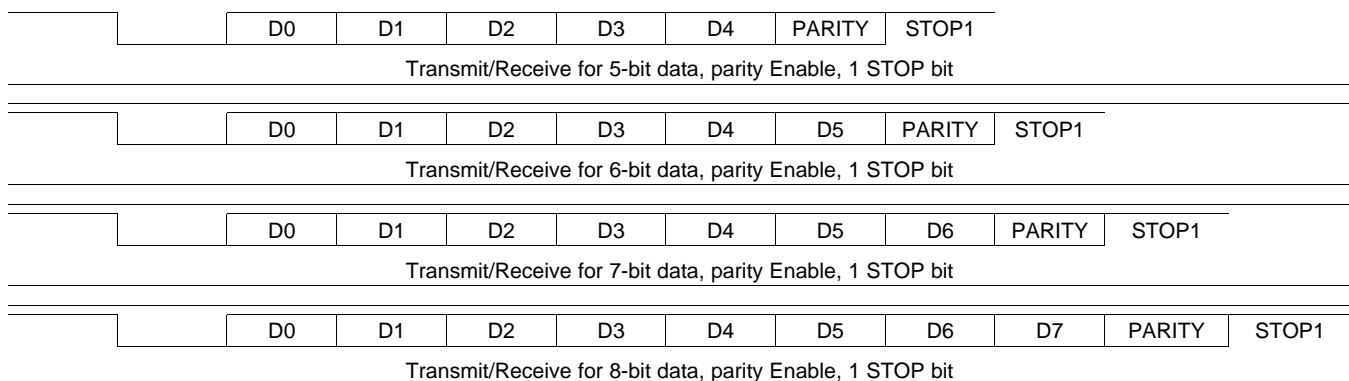 D0 D1 D2 D3 D4 PARITY STOP1
Transmit/Receive for 5-bit data, parity Enable, 1 STOP bit
D0 D1 D2 D3 D4 D5 PARITY STOP1
Transmit/Receive for 6-bit data, parity Enable, 1 STOP bit
D0 D1 D2 D3 D4 D5 D6 PARITY STOP1
Transmit/Receive for 7-bit data, parity Enable, 1 STOP bit
D0 D1 D2 D3 D4 D5 D6 D7 PARITY STOP1
Transmit/Receive for 8-bit data, parity Enable, 1 STOP bit